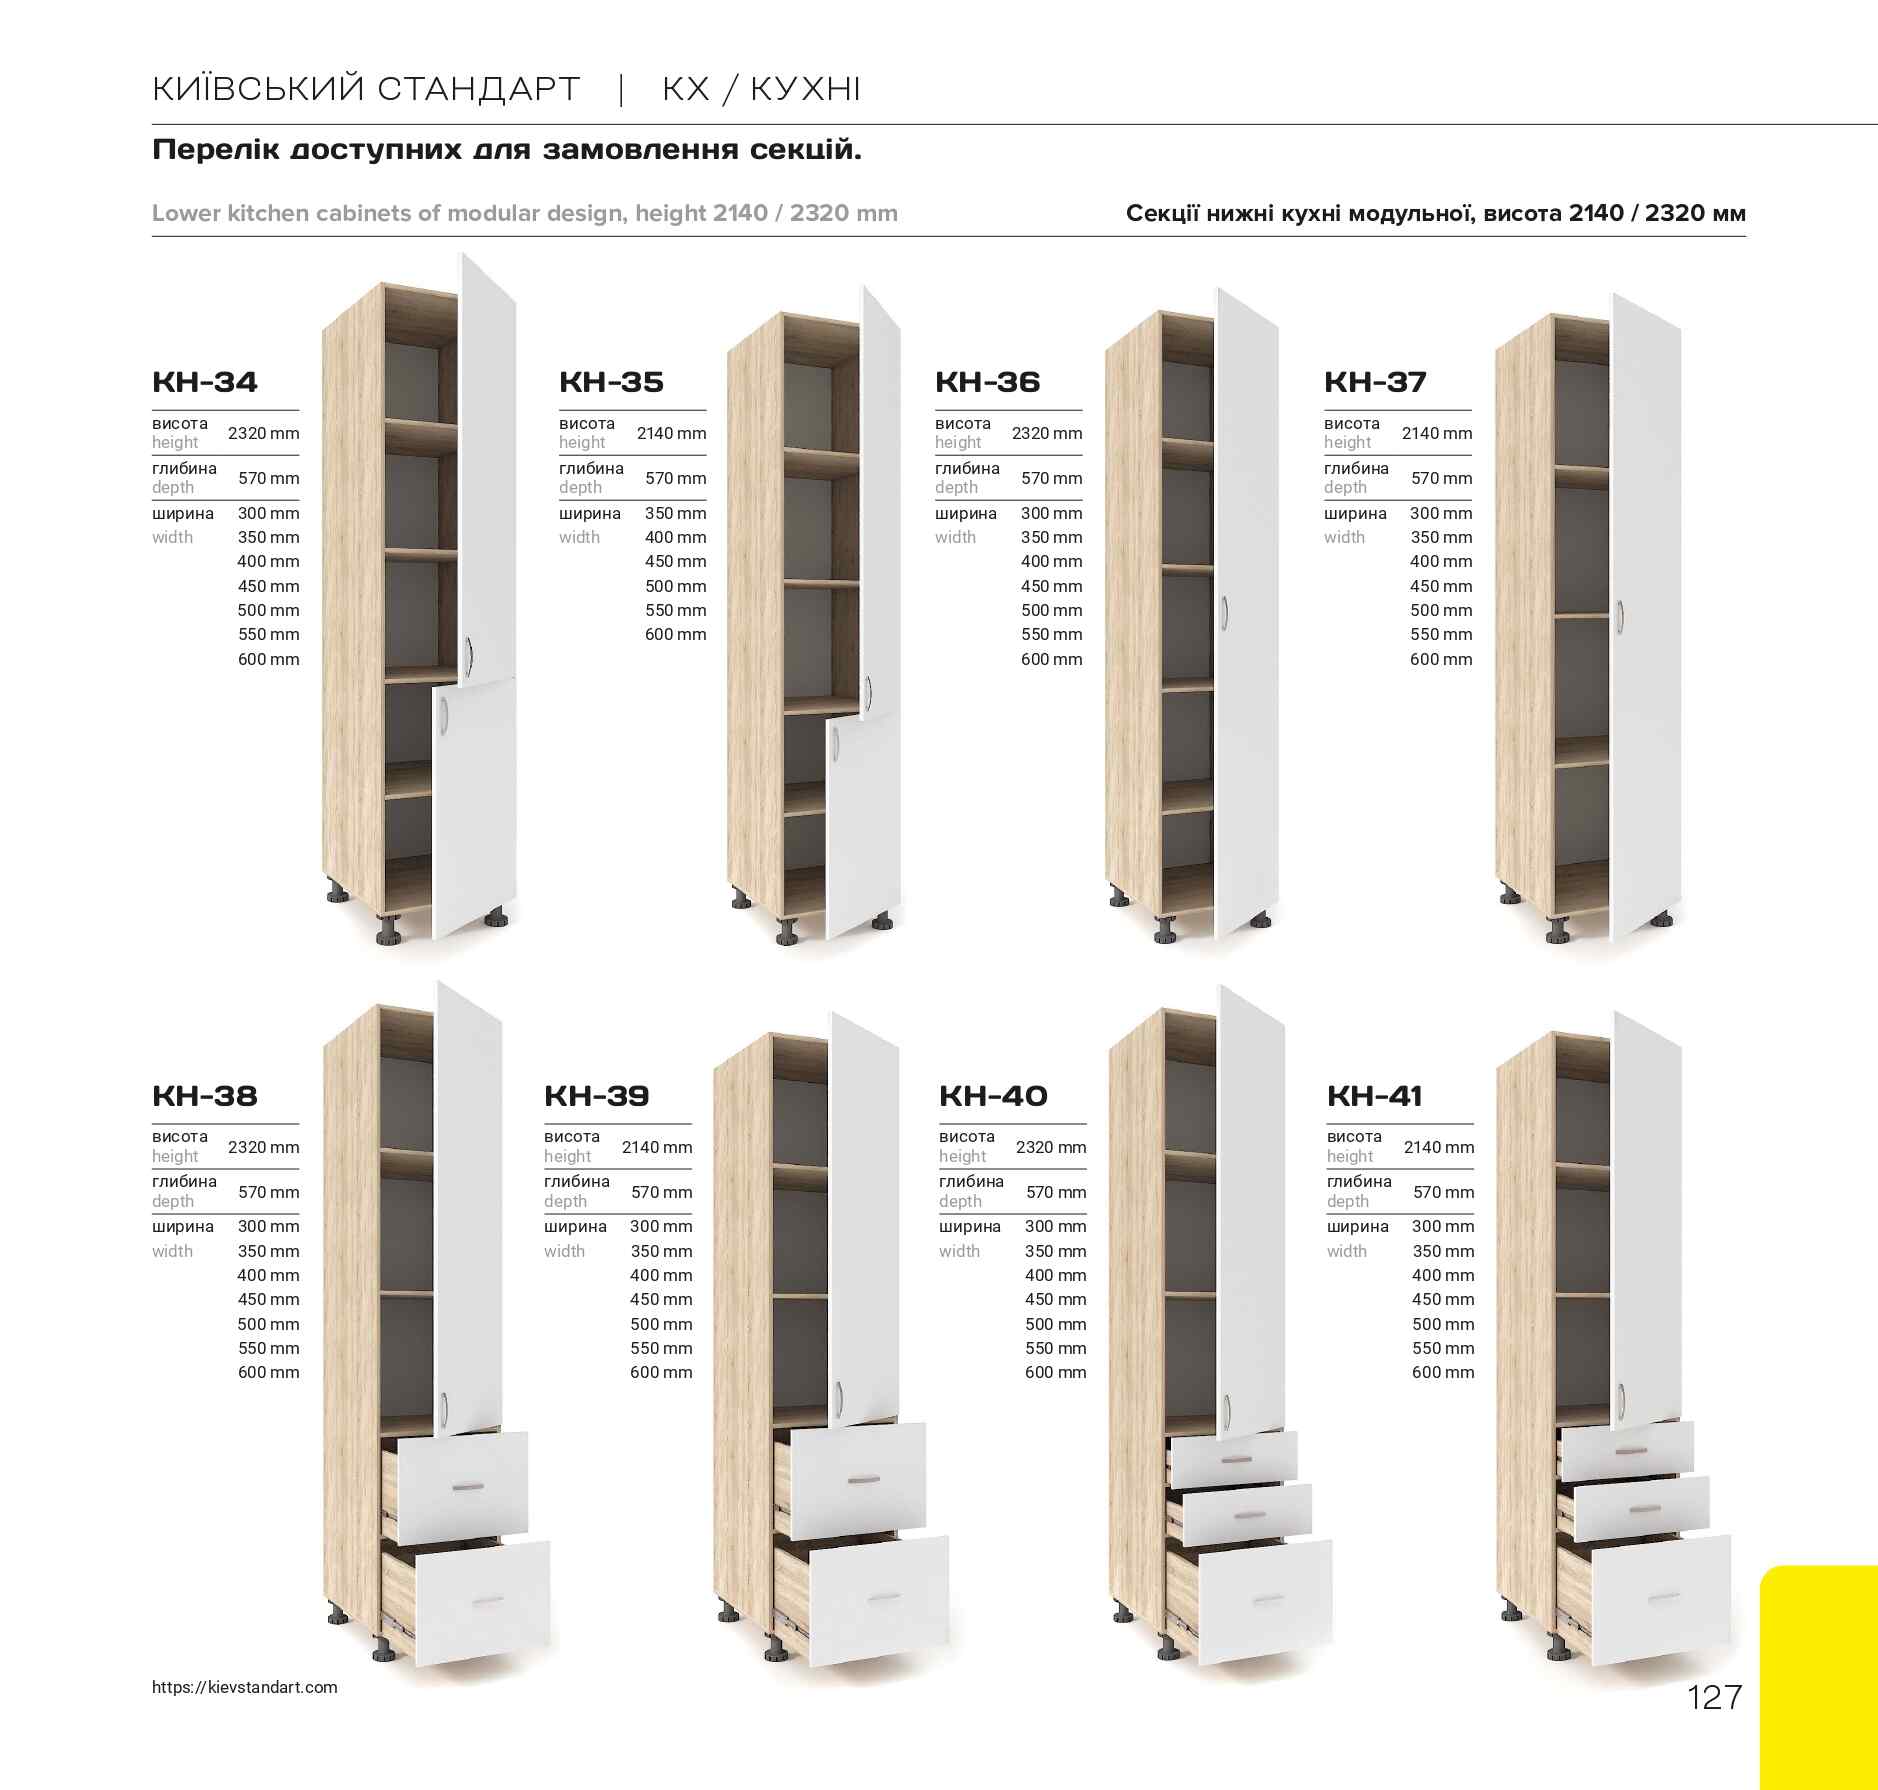 КИЇВСЬКИЙ СТАНДАРТ | КХ / КУХНІ
Перелік доступних для замовлення секцій.
Lower kitchen cabinets of modular design, height 2140 / 2320 mm
Секції нижні кухні модульної, висота 2140 / 2320 мм
КН-34
висота
height 2320 mm
глибина
depth 570 mm
ширина 300 mm
width 350 mm
400 mm
450 mm
500 mm
550 mm
600 mm
КН-35
висота
height 2140 mm
глибина
depth 570 mm
ширина 350 mm
width 400 mm
450 mm
500 mm
550 mm
600 mm
КН-36
висота
height 2320 mm
глибина
depth 570 mm
ширина 300 mm
width 350 mm
400 mm
450 mm
500 mm
550 mm
600 mm
КН-37
висота
height 2140 mm
глибина
depth 570 mm
ширина 300 mm
width 350 mm
400 mm
450 mm
500 mm
550 mm
600 mm
КН-38
висота
height 2320 mm
глибина
depth 570 mm
ширина 300 mm
width 350 mm
400 mm
450 mm
500 mm
550 mm
600 mm
КН-39
висота
height 2140 mm
глибина
depth 570 mm
ширина 300 mm
width 350 mm
400 mm
450 mm
500 mm
550 mm
600 mm
КН-40
висота
height 2320 mm
глибина
depth 570 mm
ширина 300 mm
width 350 mm
400 mm
450 mm
500 mm
550 mm
600 mm
КН-41
висота
height 2140 mm
глибина
depth 570 mm
ширина 300 mm
width 350 mm
400 mm
450 mm
500 mm
550 mm
600 mm
https://kievstandart.com
127